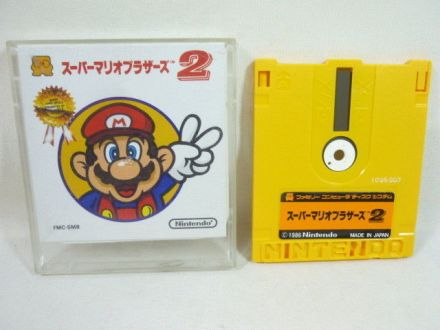 スーパーマリオブラザーズ™2
M
FMC-SMB
Nintendo
ファミリー コンピュータ ディスク システム
スーパーマリオブラザーズ2
©1986 Nintendo MADE IN JAPAN
NINTENDO